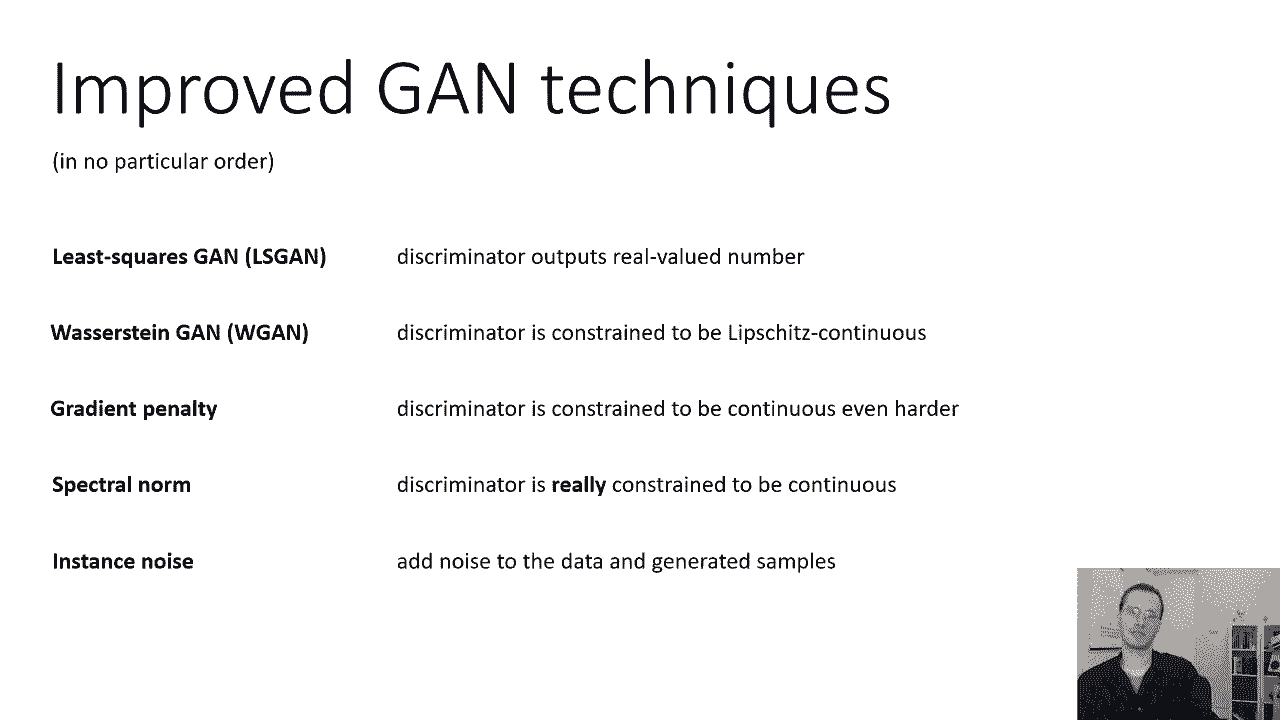 Improved GAN techniques
(in no particular order)
Least-squares GAN (LSGAN) discriminator outputs real-valued number
Wasserstein GAN (WGAN) discriminator is constrained to be Lipschitz-continuous
Gradient penalty discriminator is constrained to be continuous even harder
Spectral norm discriminator is really constrained to be continuous
Instance noise add noise to the data and generated samples